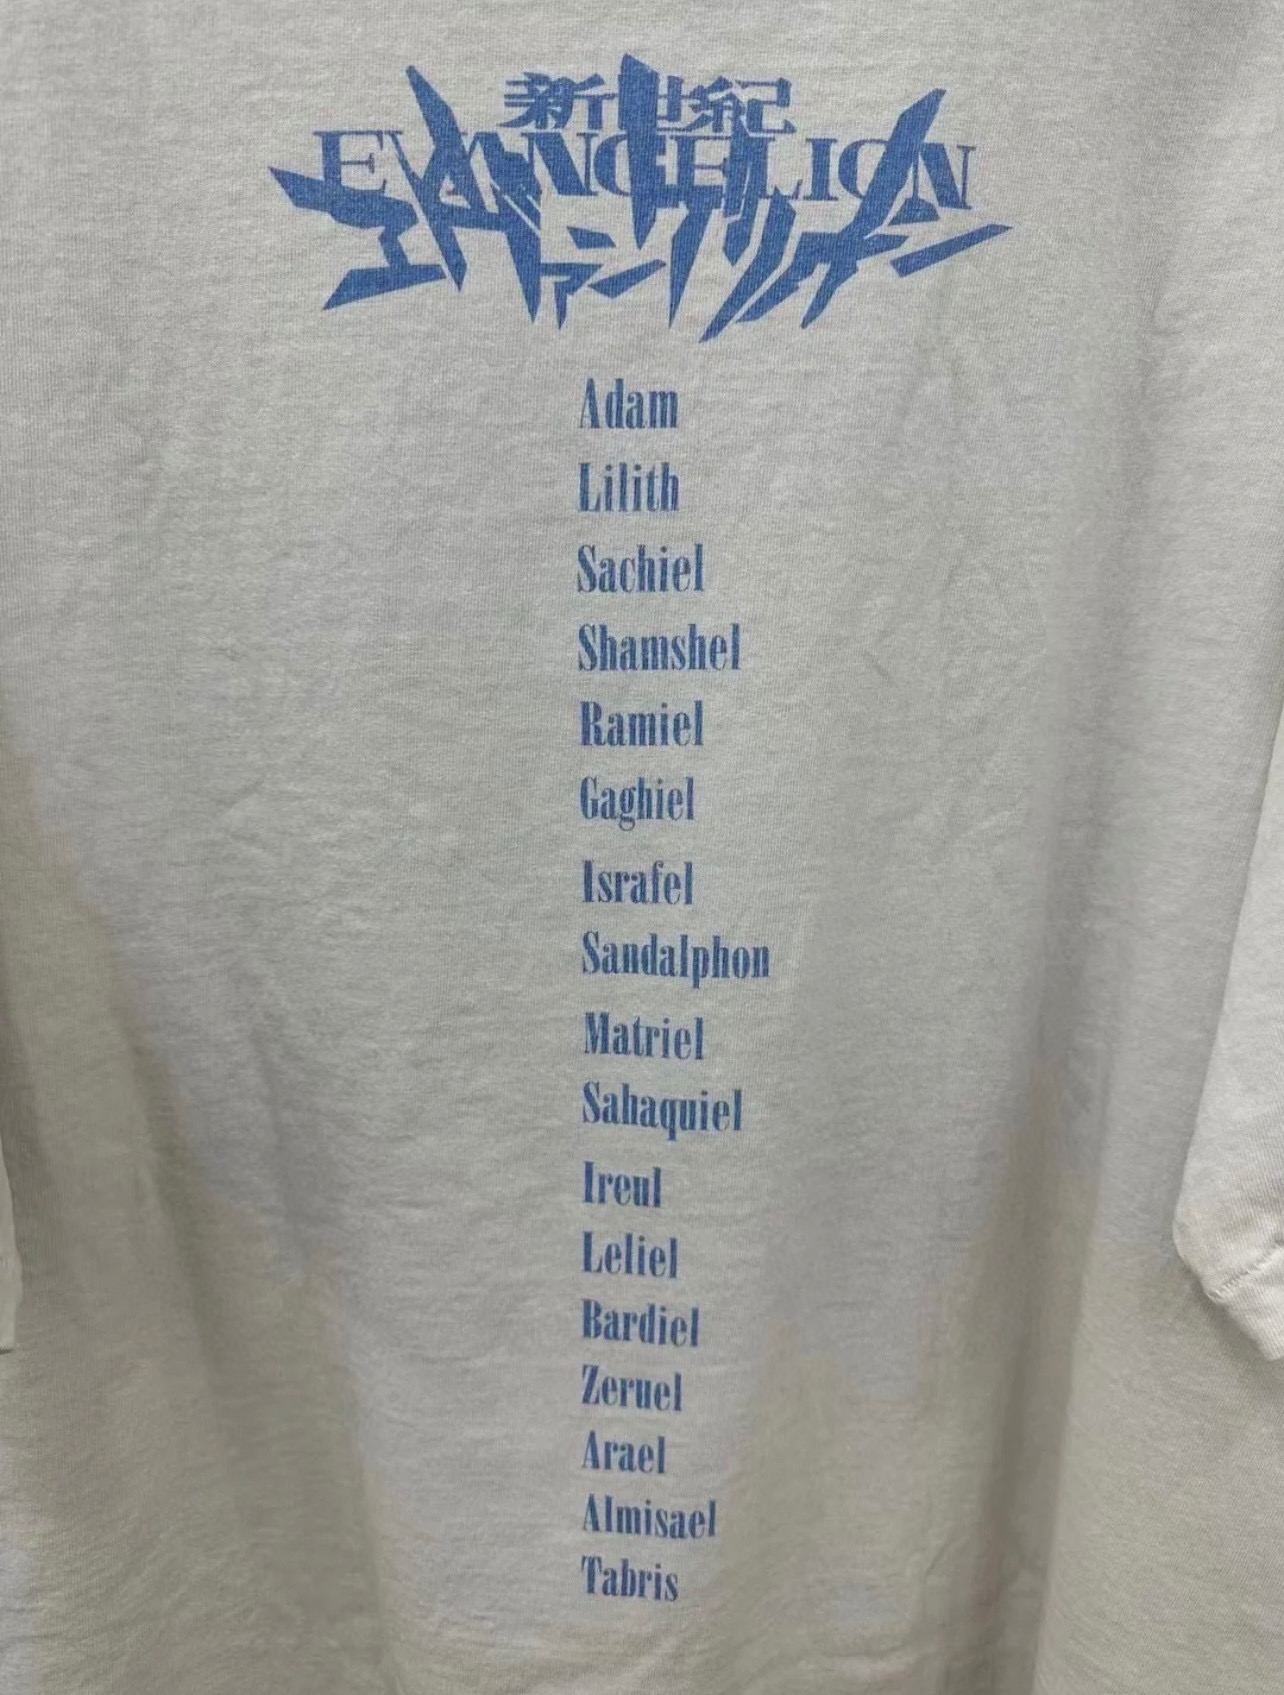 新世紀
EVANGELION
エヴァンゲリオン
Adam
Lilith
Sachiel
Shamshel
Ramiel
Gaghiel
Israfel
Sandalphon
Matriel
Sahaquiel
Ireul
Leliel
Bardiel
Zeruel
Arael
Almisael
Tabris